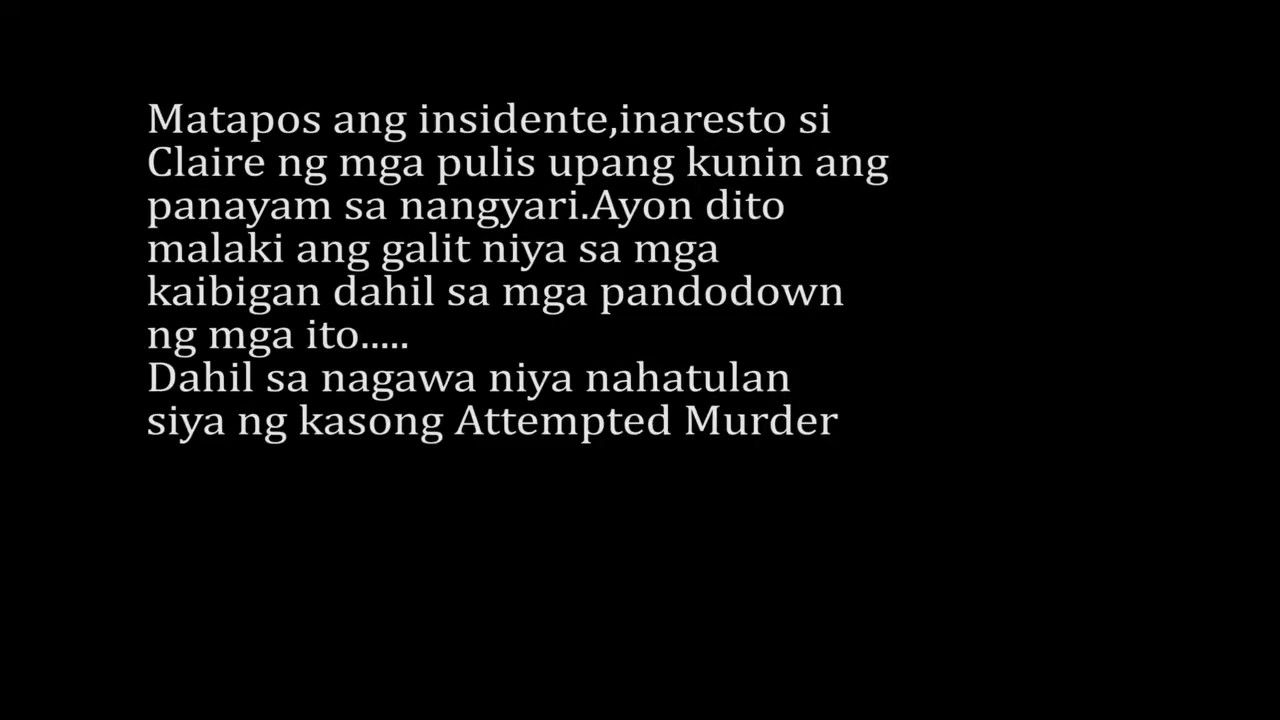 Matapos ang insidente,inaresto si
Claire ng mga pulis upang kunin ang
panayam sa nangyari.Ayon dito
malaki ang galit niya sa mga
kaibigan dahil sa mga pandodown
ng mga ito.....
Dahil sa nagawa niya nahatulan
siya ng kasong Attempted Murder